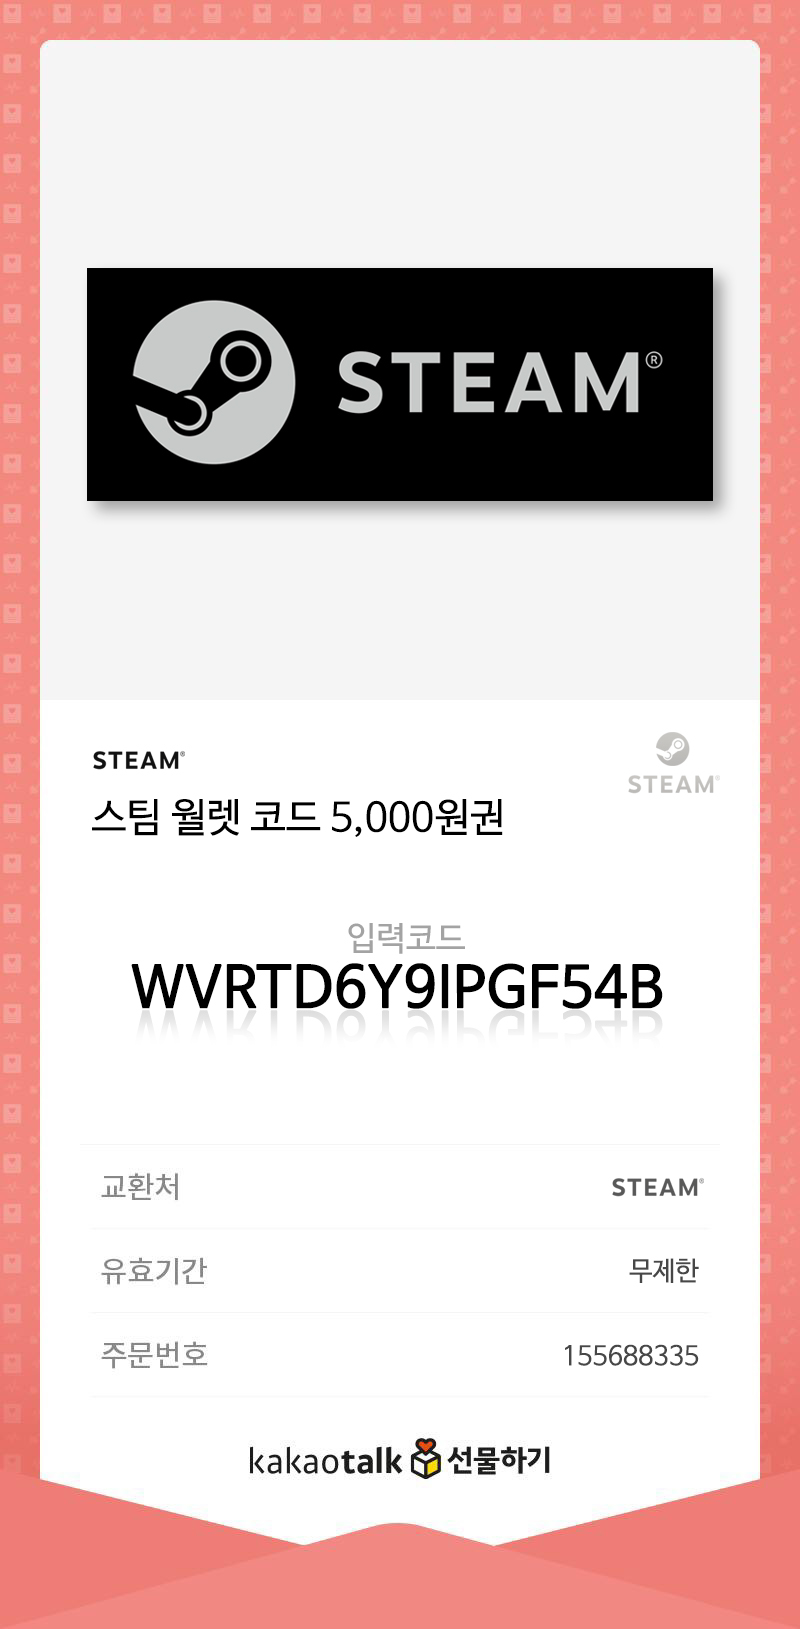 STEAM®
STEAM®
STEAM®
스팀 월렛 코드 5,000원권
입력코드
WVRTD6Y9IPGF54B
교환처 STEAM®
유효기간 무제한
주문번호 155688335
kakaotalk 선물하기